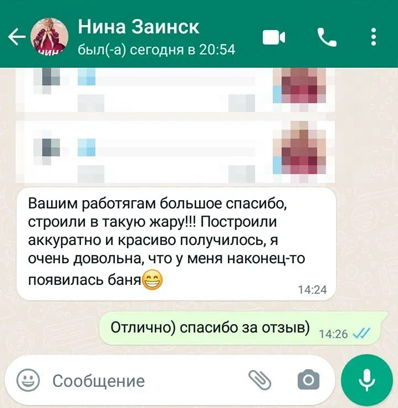 Нина Заинск
был(-а) сегодня в 20:54
Вашим работягам большое спасибо,
строили в такую жару!!! Построили
аккуратно и красиво получилось, я
очень довольна, что у меня наконец-то
появилась баня😁
14:24
Отлично) спасибо за отзыв)
14:26
Сообщение